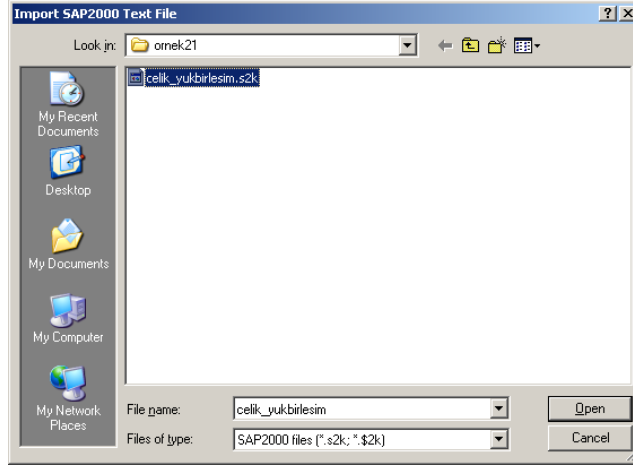 Import SAP2000 Text File
Look in:
ornek21
celik_yukbirlesim.s2k
My Recent
Documents
Desktop
My Documents
My Computer
My Network
Places
File name:
celik_yukbirlesim
Open
Files of type:
SAP2000 files (*.s2k; *.$2k)
Cancel